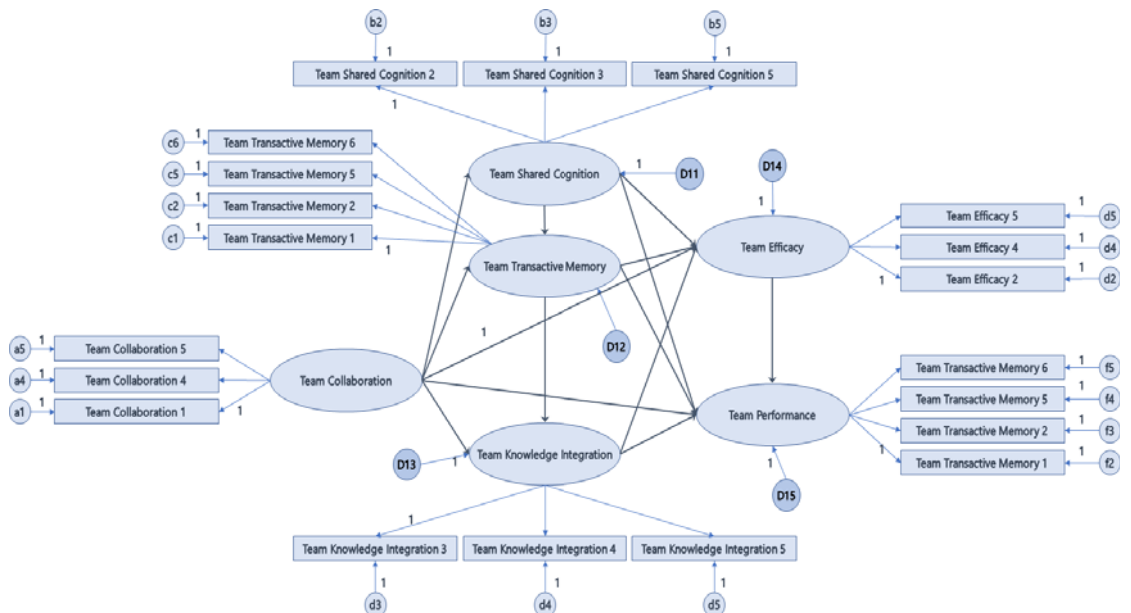 b2
b3
b5
1
1
1
Team Shared Cognition 2
Team Shared Cognition 3
Team Shared Cognition 5
1
c6
1
Team Transactive Memory 6
c5
1
Team Transactive Memory 5
c2
1
Team Transactive Memory 2
c1
1
Team Transactive Memory 1
1
Team Shared Cognition
1
D11
D14
1
Team Transactive Memory
D12
Team Efficacy
1
Team Efficacy 5
1
d5
Team Efficacy 4
1
d4
Team Efficacy 2
1
d2
1
a5
1
Team Collaboration 5
a4
1
Team Collaboration 4
a1
1
Team Collaboration 1
1
Team Collaboration
Team Performance
1
D15
Team Transactive Memory 6
1
f5
Team Transactive Memory 5
1
f4
Team Transactive Memory 2
1
f3
Team Transactive Memory 1
1
f2
1
D13
1
Team Knowledge Integration
1
Team Knowledge Integration 3
Team Knowledge Integration 4
Team Knowledge Integration 5
1
1
1
d3
d4
d5